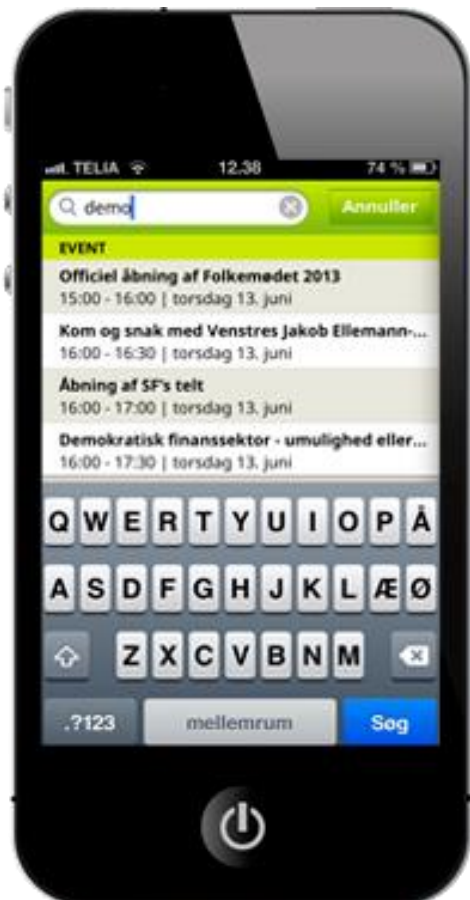 TELIA 12.38 74 %
demo Annuller
EVENT
Officiel åbning af Folkemødet 2013
15:00 - 16:00 | torsdag 13. juni
Kom og snak med Venstres Jakob Ellemann-...
16:00 - 16:30 | torsdag 13. juni
Åbning af SF's telt
16:00 - 17:00 | torsdag 13. juni
Demokratisk finanssektor - umulighed eller...
16:00 - 17:30 | torsdag 13. juni
Q W E R T Y U I O P Å
A S D F G H J K L Æ Ø
Z X C V B N M
.?123 mellemrum Søg